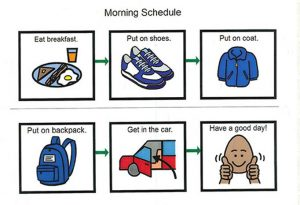 Morning Schedule
Eat breakfast.
Put on shoes.
Put on coat.
Put on backpack.
Get in the car.
Have a good day!